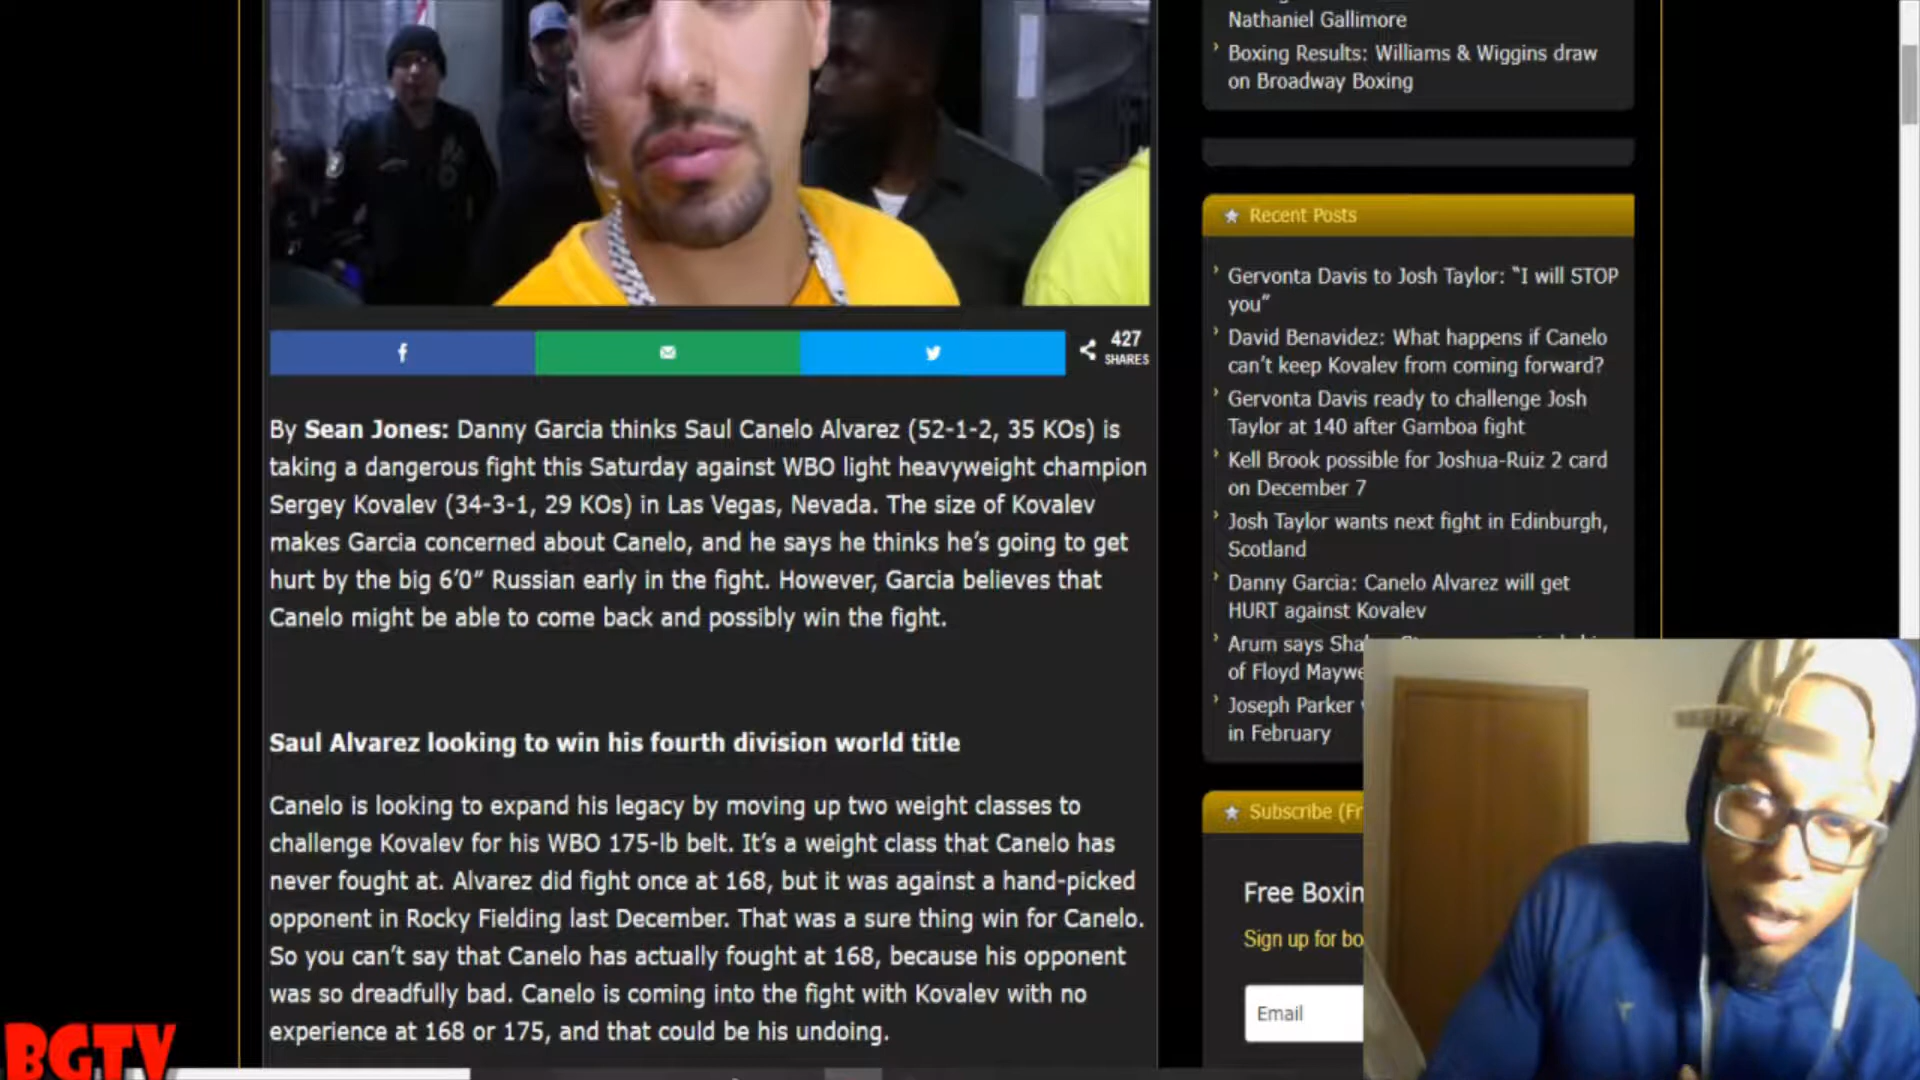 Nathaniel Gallimore
Boxing Results: Williams & Wiggins draw
on Broadway Boxing
Recent Posts
Gervonta Davis to Josh Taylor: “I will STOP
you”
David Benavidez: What happens if Canelo
can’t keep Kovalev from coming forward?
Gervonta Davis ready to challenge Josh
Taylor at 140 after Gamboa fight
Kell Brook possible for Joshua-Ruiz 2 card
on December 7
Josh Taylor wants next fight in Edinburgh,
Scotland
Danny Garcia: Canelo Alvarez will get
HURT against Kovalev
Arum says
of Floyd
Joseph Parker
in February
Subscribe
Free
Sign up for
Email
427
SHARES
By Sean Jones: Danny Garcia thinks Saul Canelo Alvarez (52-1-2, 35 KOs) is
taking a dangerous fight this Saturday against WBO light heavyweight champion
Sergey Kovalev (34-3-1, 29 KOs) in Las Vegas, Nevada. The size of Kovalev
makes Garcia concerned about Canelo, and he says he thinks he’s going to get
hurt by the big 6’0” Russian early in the fight. However, Garcia believes that
Canelo might be able to come back and possibly win the fight.
Saul Alvarez looking to win his fourth division world title
Canelo is looking to expand his legacy by moving up two weight classes to
challenge Kovalev for his WBO 175-lb belt. It’s a weight class that Canelo has
never fought at. Alvarez did fight once at 168, but it was against a hand-picked
opponent in Rocky Fielding last December. That was a sure thing win for Canelo.
So you can’t say that Canelo has actually fought at 168, because his opponent
was so dreadfully bad. Canelo is coming into the fight with Kovalev with no
experience at 168 or 175, and that could be his undoing.
BGTV